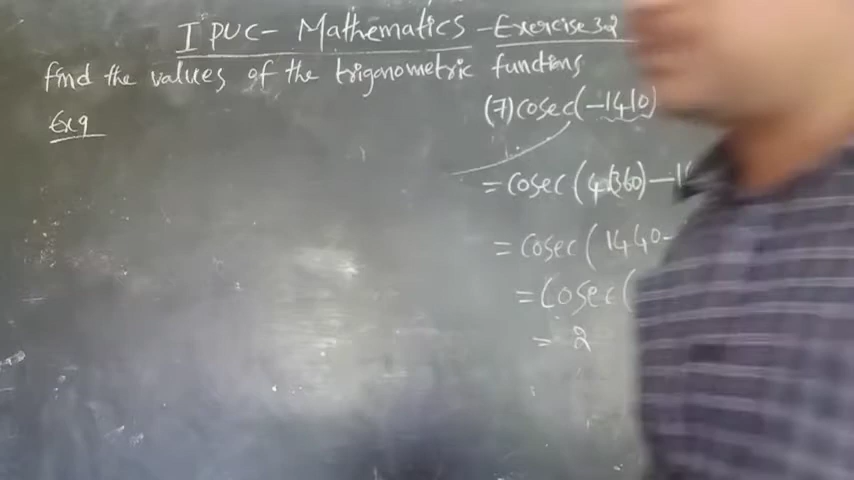 I PUC- Mathematics - Exercise 3.2
find the values of the trigonometric functions
(7) cosec(-1410)
Ex 9
= cosec(4(360)-1
= cosec(1440-
= cosec(
= 2